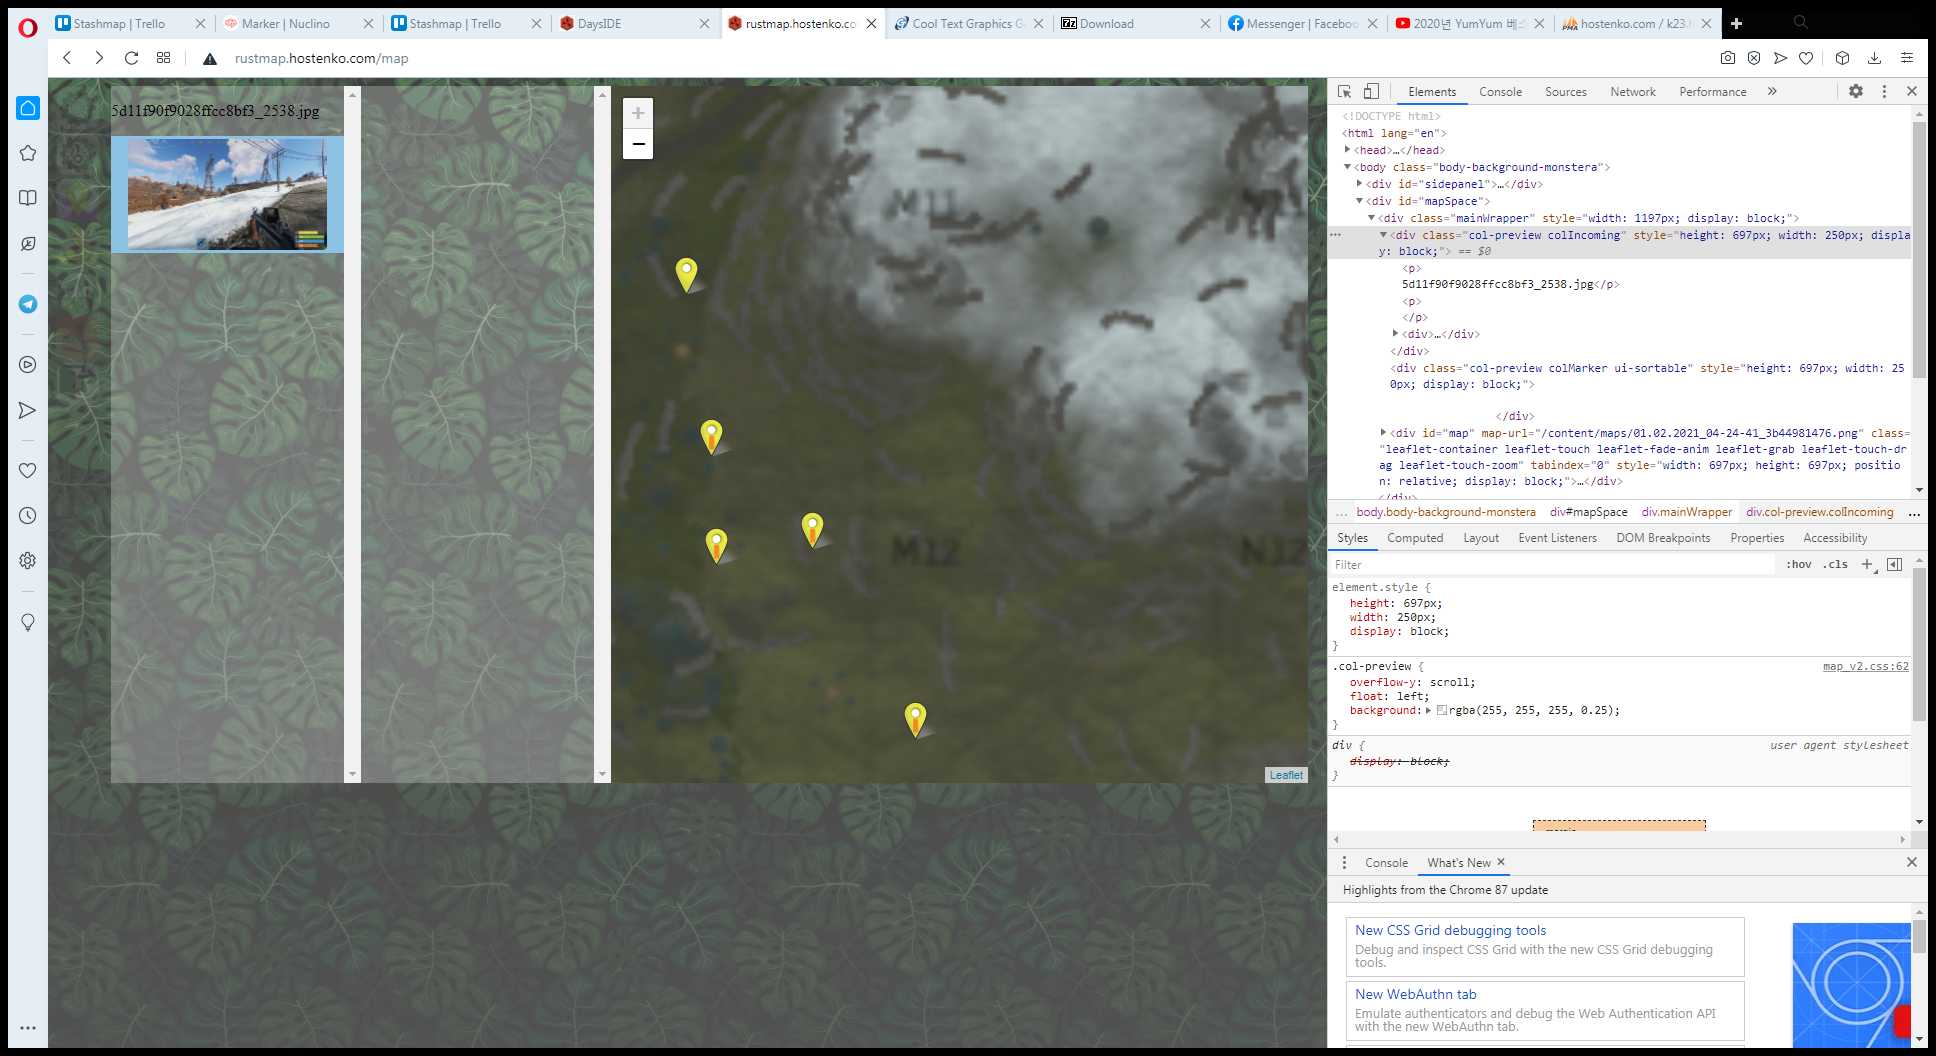 Stashmap | Trello
Marker | Nuclino
Stashmap | Trello
DaysIDE
rustmap.hostenko.co
Cool Text Graphics G
7z Download
Messenger | Faceboo
2020년 YumYum 베스
hostenko.com / k23.
rustmap.hostenko.com/map
5d11f90f9028ffcc8bf3_2538.jpg
+
−
M11
M12
N12
Leaflet
Elements Console Sources Network Performance »
<!DOCTYPE html>
<html lang="en">
<head>…</head>
<body class="body-background-monstera">
<div id="sidepanel">…</div>
<div id="mapSpace">
<div class="mainWrapper" style="width: 1197px; display: block;">
<div class="col-preview colIncoming" style="height: 697px; width: 250px; displa
y: block;"> == $0
<p>
5d11f90f9028ffcc8bf3_2538.jpg</p>
<p>
</p>
<div>…</div>
</div>
<div class="col-preview colMarker ui-sortable" style="height: 697px; width: 25
0px; display: block;">
</div>
<div id="map" map-url="/content/maps/01.02.2021_04-24-41_3b44981476.png" class=
"leaflet-container leaflet-touch leaflet-fade-anim leaflet-grab leaflet-touch-dr
ag leaflet-touch-zoom" tabindex="0" style="width: 697px; height: 697px; positio
n: relative; display: block;">…</div>
</div>
… body.body-background-monstera div#mapSpace div.mainWrapper div.col-preview.colIncoming …
Styles Computed Layout Event Listeners DOM Breakpoints Properties Accessibility
Filter :hov .cls +
element.style {
height: 697px;
width: 250px;
display: block;
}
.col-preview { map_v2.css:62
overflow-y: scroll;
float: left;
background: rgba(255, 255, 255, 0.25);
}
div { user agent stylesheet
display: block;
}
Console What's New ×
Highlights from the Chrome 87 update
New CSS Grid debugging tools
Debug and inspect CSS Grid with the new CSS Grid debugging
tools.
New WebAuthn tab
Emulate authenticators and debug the Web Authentication API
with the new WebAuthn tab.